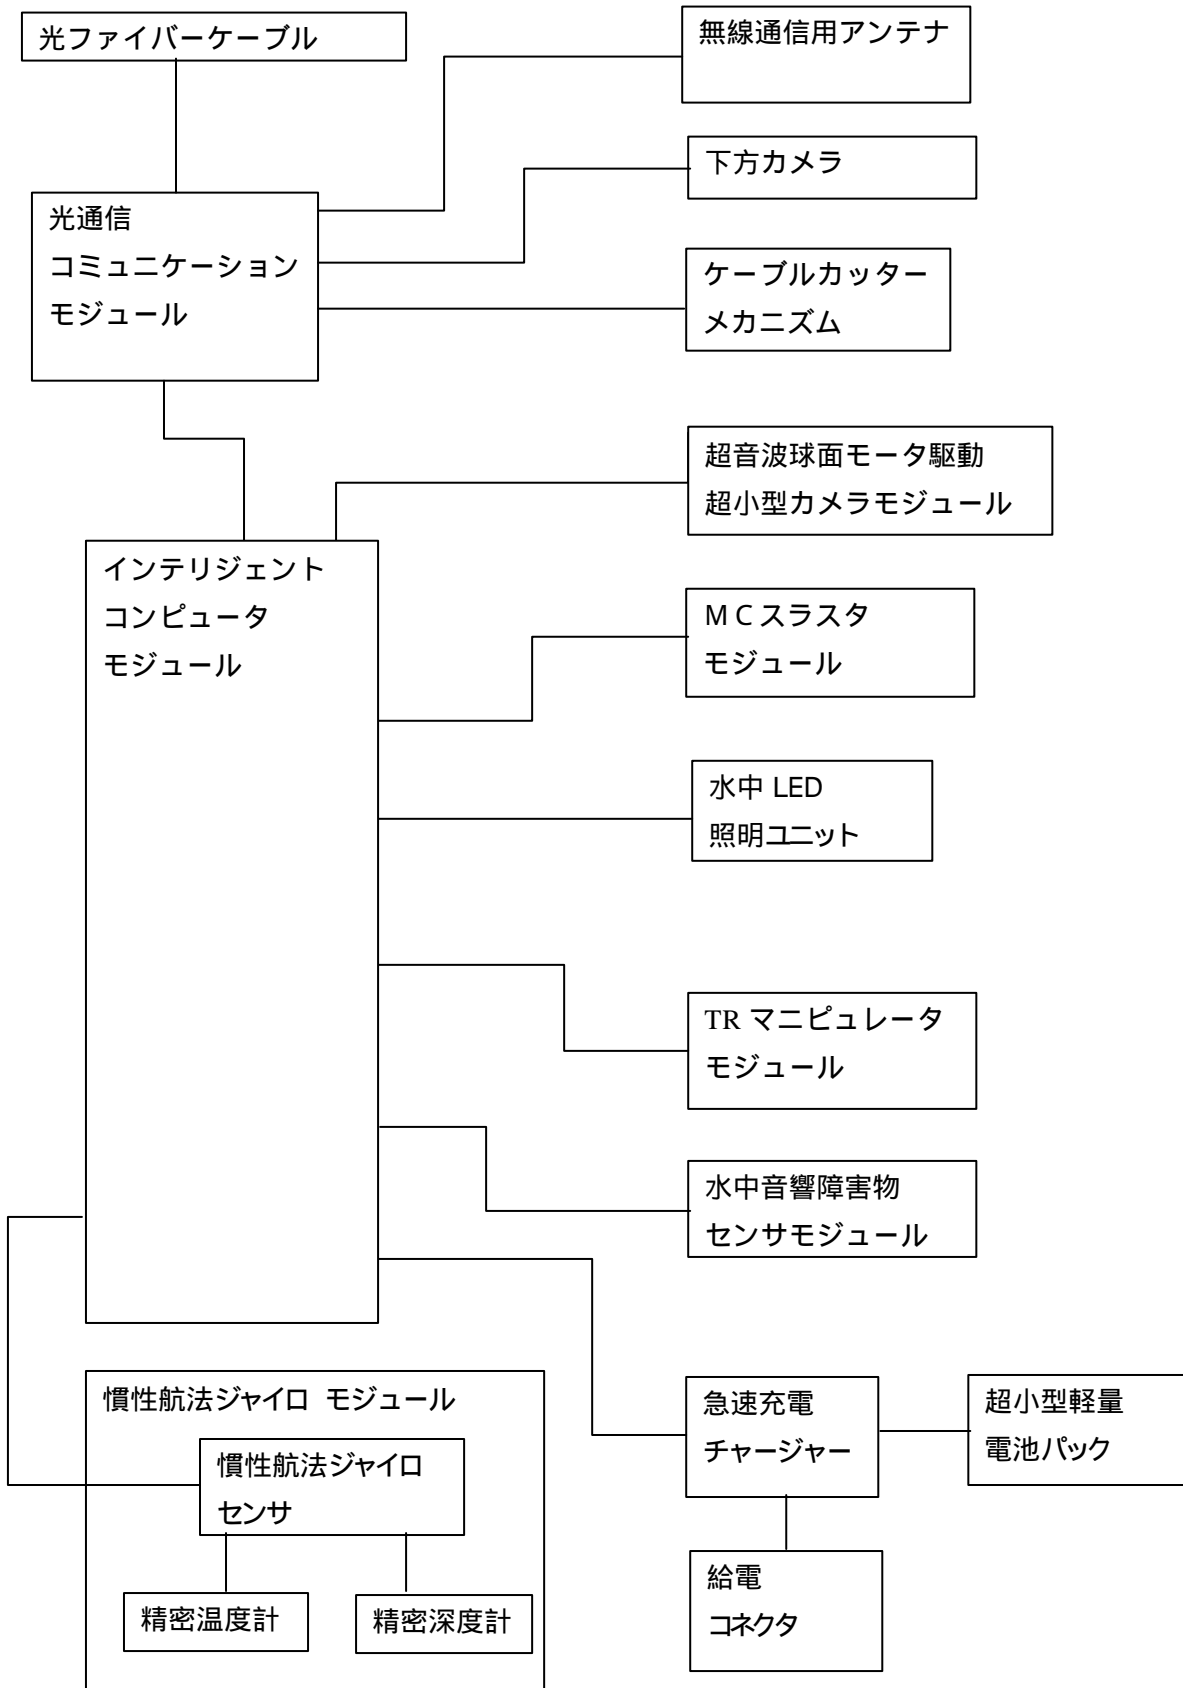 光ファイバーケーブル
無線通信用アンテナ
下方カメラ
光通信
コミュニケーション
モジュール
ケーブルカッター
メカニズム
超音波球面モータ駆動
超小型カメラモジュール
インテリジェント
コンピュータ
モジュール
ＭＣスラスタ
モジュール
水中 LED
照明ユニット
TR マニピュレータ
モジュール
水中音響障害物
センサモジュール
慣性航法ジャイロ モジュール
慣性航法ジャイロ
センサ
精密温度計
精密深度計
急速充電
チャージャー
超小型軽量
電池パック
給電
コネクタ